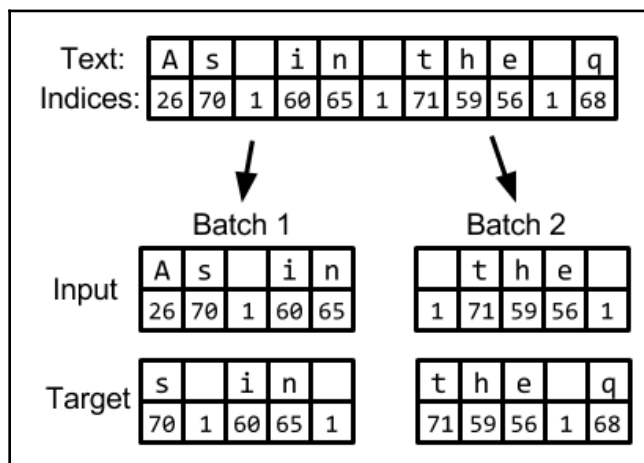 Text: A s   i n   t h e   q
Indices: 26 70 1 60 65 1 71 59 56 1 68
Batch 1 Batch 2
Input A s   i n   t h e
26 70 1 60 65 1 71 59 56 1
Target s   i n   t h e   q
70 1 60 65 1 71 59 56 1 68